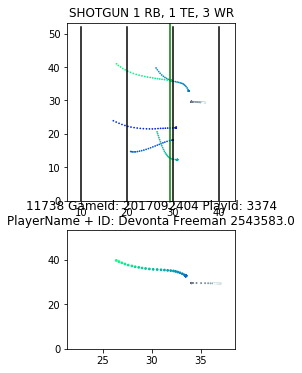 SHOTGUN 1 RB, 1 TE, 3 WR
50
40
30
20
10
0
10 20 30 40
11738 GameId: 2017092404 PlayId: 3374
PlayerName + ID: Devonta Freeman 2543583.0
40
20
0
25 30 35